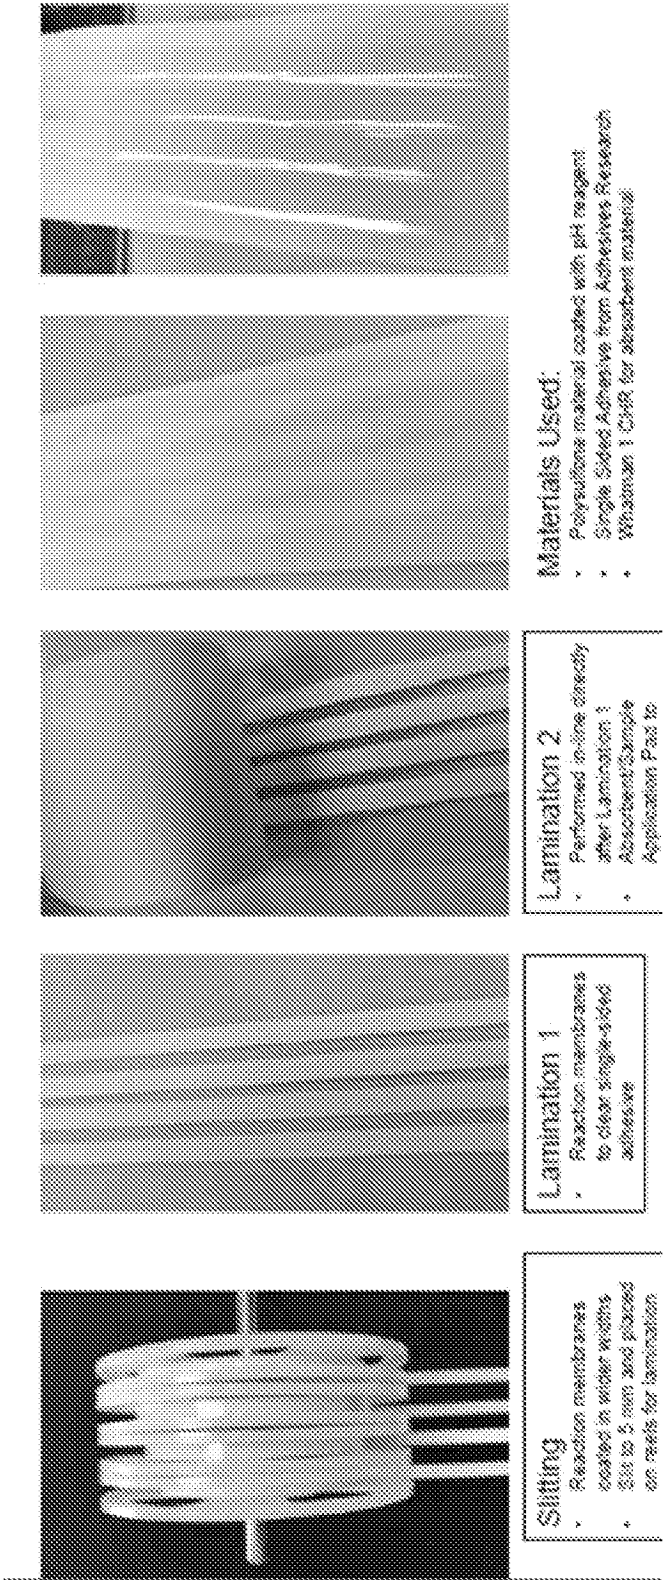 Slitting
• Reaction membranes
coated in wider widths
• Slit to 5 mm and placed
on reels for lamination
Lamination 1
• Reaction membranes
to clear single-sided
adhesive
Lamination 2
• Performed in-line directly
after Lamination 1
• Absorbent/Sample
Application Pad to
Materials Used:
• Polysulfone material coated with pH reagent
• Single Sided Adhesive from Adhesives Research
• Whatman 1 CHR for absorbent material